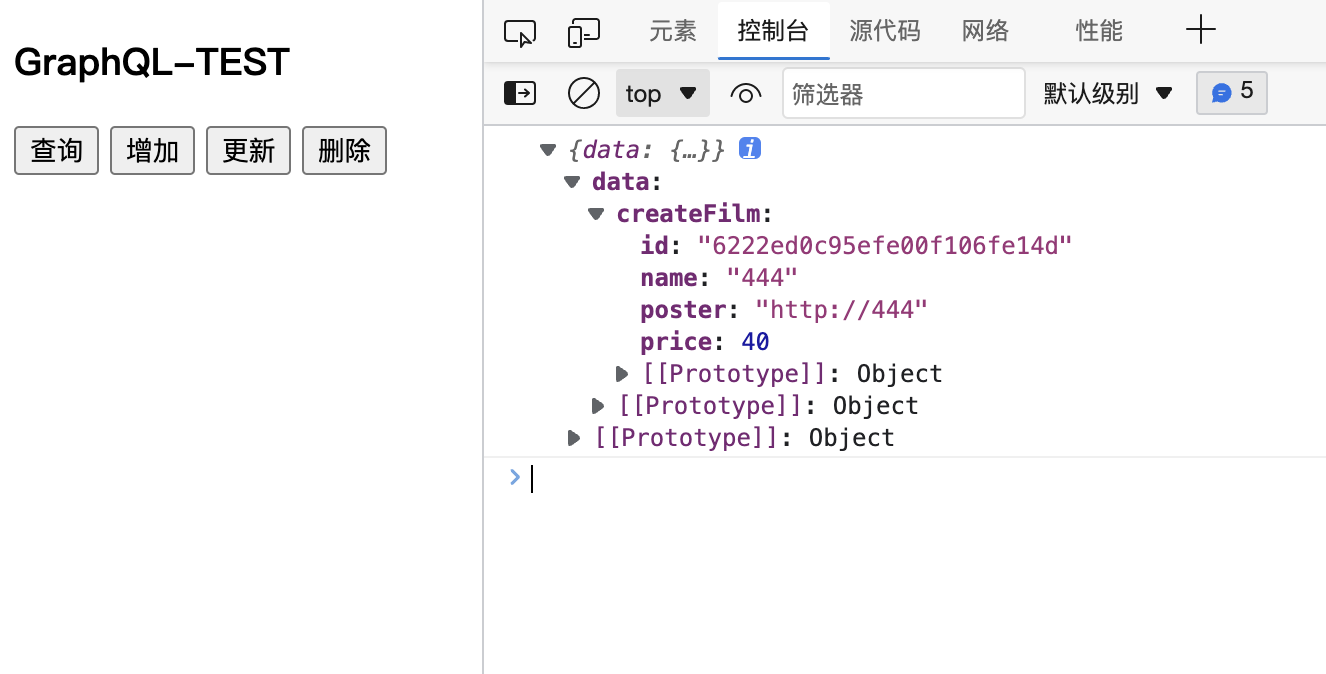 GraphQL-TEST
查询 增加 更新 删除
元素 控制台 源代码 网络 性能
top 筛选器 默认级别 5
{data: {…}} i
data:
createFilm:
id: "6222ed0c95efe00f106fe14d"
name: "444"
poster: "http://444"
price: 40
[[Prototype]]: Object
[[Prototype]]: Object
[[Prototype]]: Object